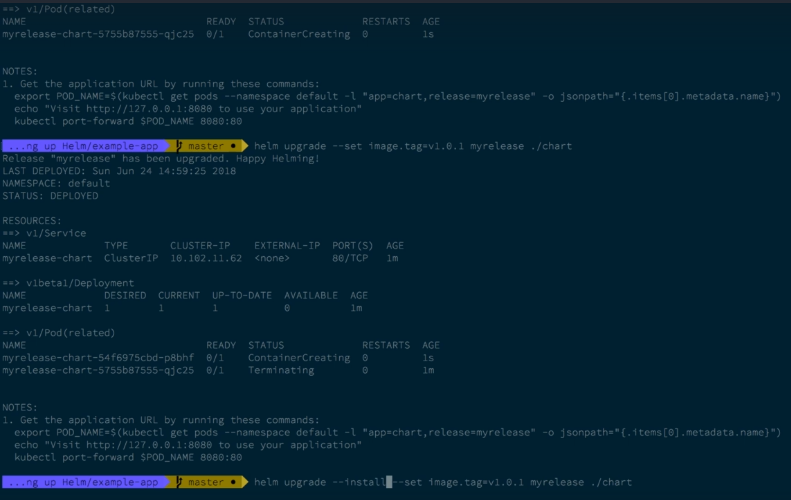 ==> v1/Pod(related)
NAME                           READY  STATUS             RESTARTS  AGE
myrelease-chart-5755b87555-qjc25  0/1    ContainerCreating  0         1s
NOTES:
1. Get the application URL by running these commands:
  export POD_NAME=$(kubectl get pods --namespace default -l "app=chart,release=myrelease" -o jsonpath="{.items[0].metadata.name}")
  echo "Visit http://127.0.0.1:8080 to use your application"
  kubectl port-forward $POD_NAME 8080:80
...ng up Helm/example-app master ● helm upgrade --set image.tag=v1.0.1 myrelease ./chart
Release "myrelease" has been upgraded. Happy Helming!
LAST DEPLOYED: Sun Jun 24 14:59:25 2018
NAMESPACE: default
STATUS: DEPLOYED
RESOURCES:
==> v1/Service
NAME             TYPE       CLUSTER-IP    EXTERNAL-IP  PORT(S)  AGE
myrelease-chart  ClusterIP  10.102.11.62  <none>       80/TCP   1m
==> v1beta1/Deployment
NAME             DESIRED  CURRENT  UP-TO-DATE  AVAILABLE  AGE
myrelease-chart  1        1        1           0          1m
==> v1/Pod(related)
NAME                              READY  STATUS             RESTARTS  AGE
myrelease-chart-54f6975cbd-p8bhf  0/1    ContainerCreating  0         1s
myrelease-chart-5755b87555-qjc25  0/1    Terminating        0         1m
NOTES:
1. Get the application URL by running these commands:
  export POD_NAME=$(kubectl get pods --namespace default -l "app=chart,release=myrelease" -o jsonpath="{.items[0].metadata.name}")
  echo "Visit http://127.0.0.1:8080 to use your application"
  kubectl port-forward $POD_NAME 8080:80
...ng up Helm/example-app master ● helm upgrade --install --set image.tag=v1.0.1 myrelease ./chart